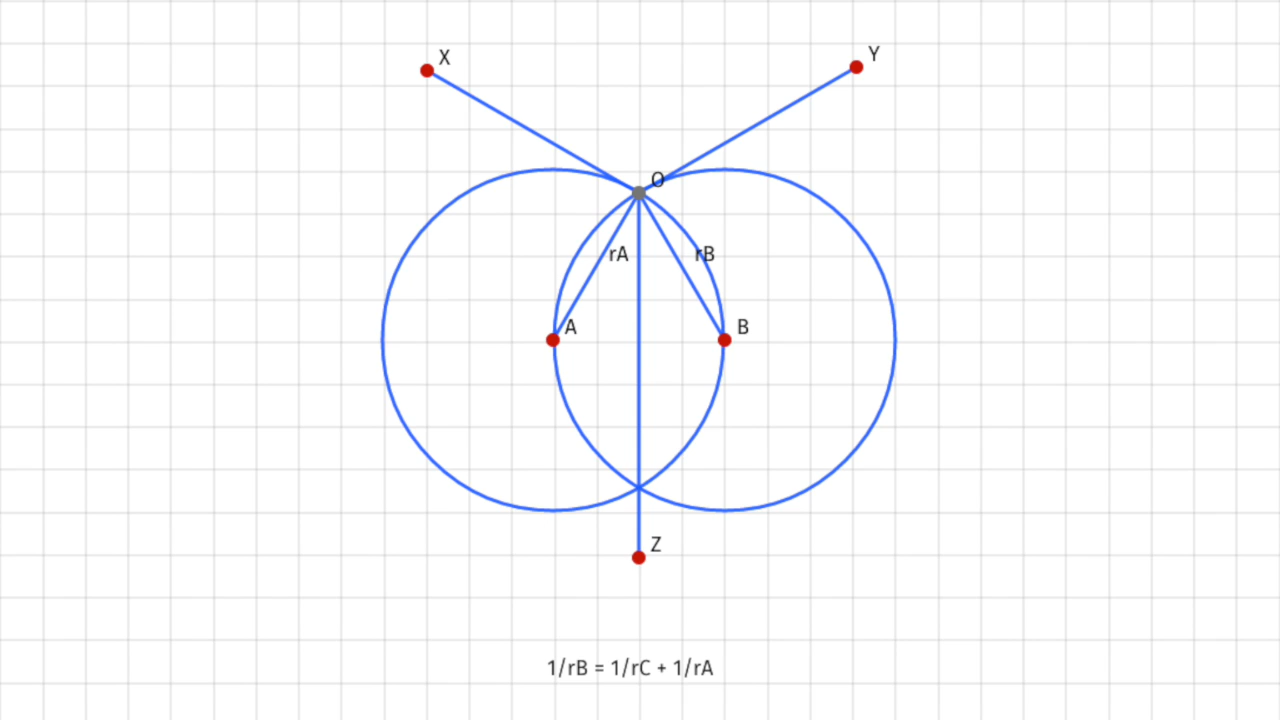 X
Y
O
rA
rB
A
B
Z
1/rB = 1/rC + 1/rA